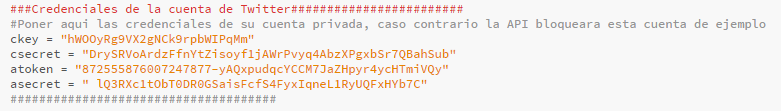 ###Credenciales de la cuenta de Twitter########################
#Poner aqui las credenciales de su cuenta privada, caso contrario la API bloqueara esta cuenta de ejemplo
ckey = "hWOOyRg9VX2gNCk9rpbWIPqMm"
csecret = "DrySRVoArdzFfnYtZisoyf1jAWrPvyq4AbzXPgxbSr7QBahSub"
atoken = "872555876007247877-yAQxpudqcYCCM7JaZHpyr4ycHTmiVQy"
asecret = " lQ3RXc1tObT0DR0GSaisFcfS4FyxIqneL1RyUQFxHYb7C"
#####################################